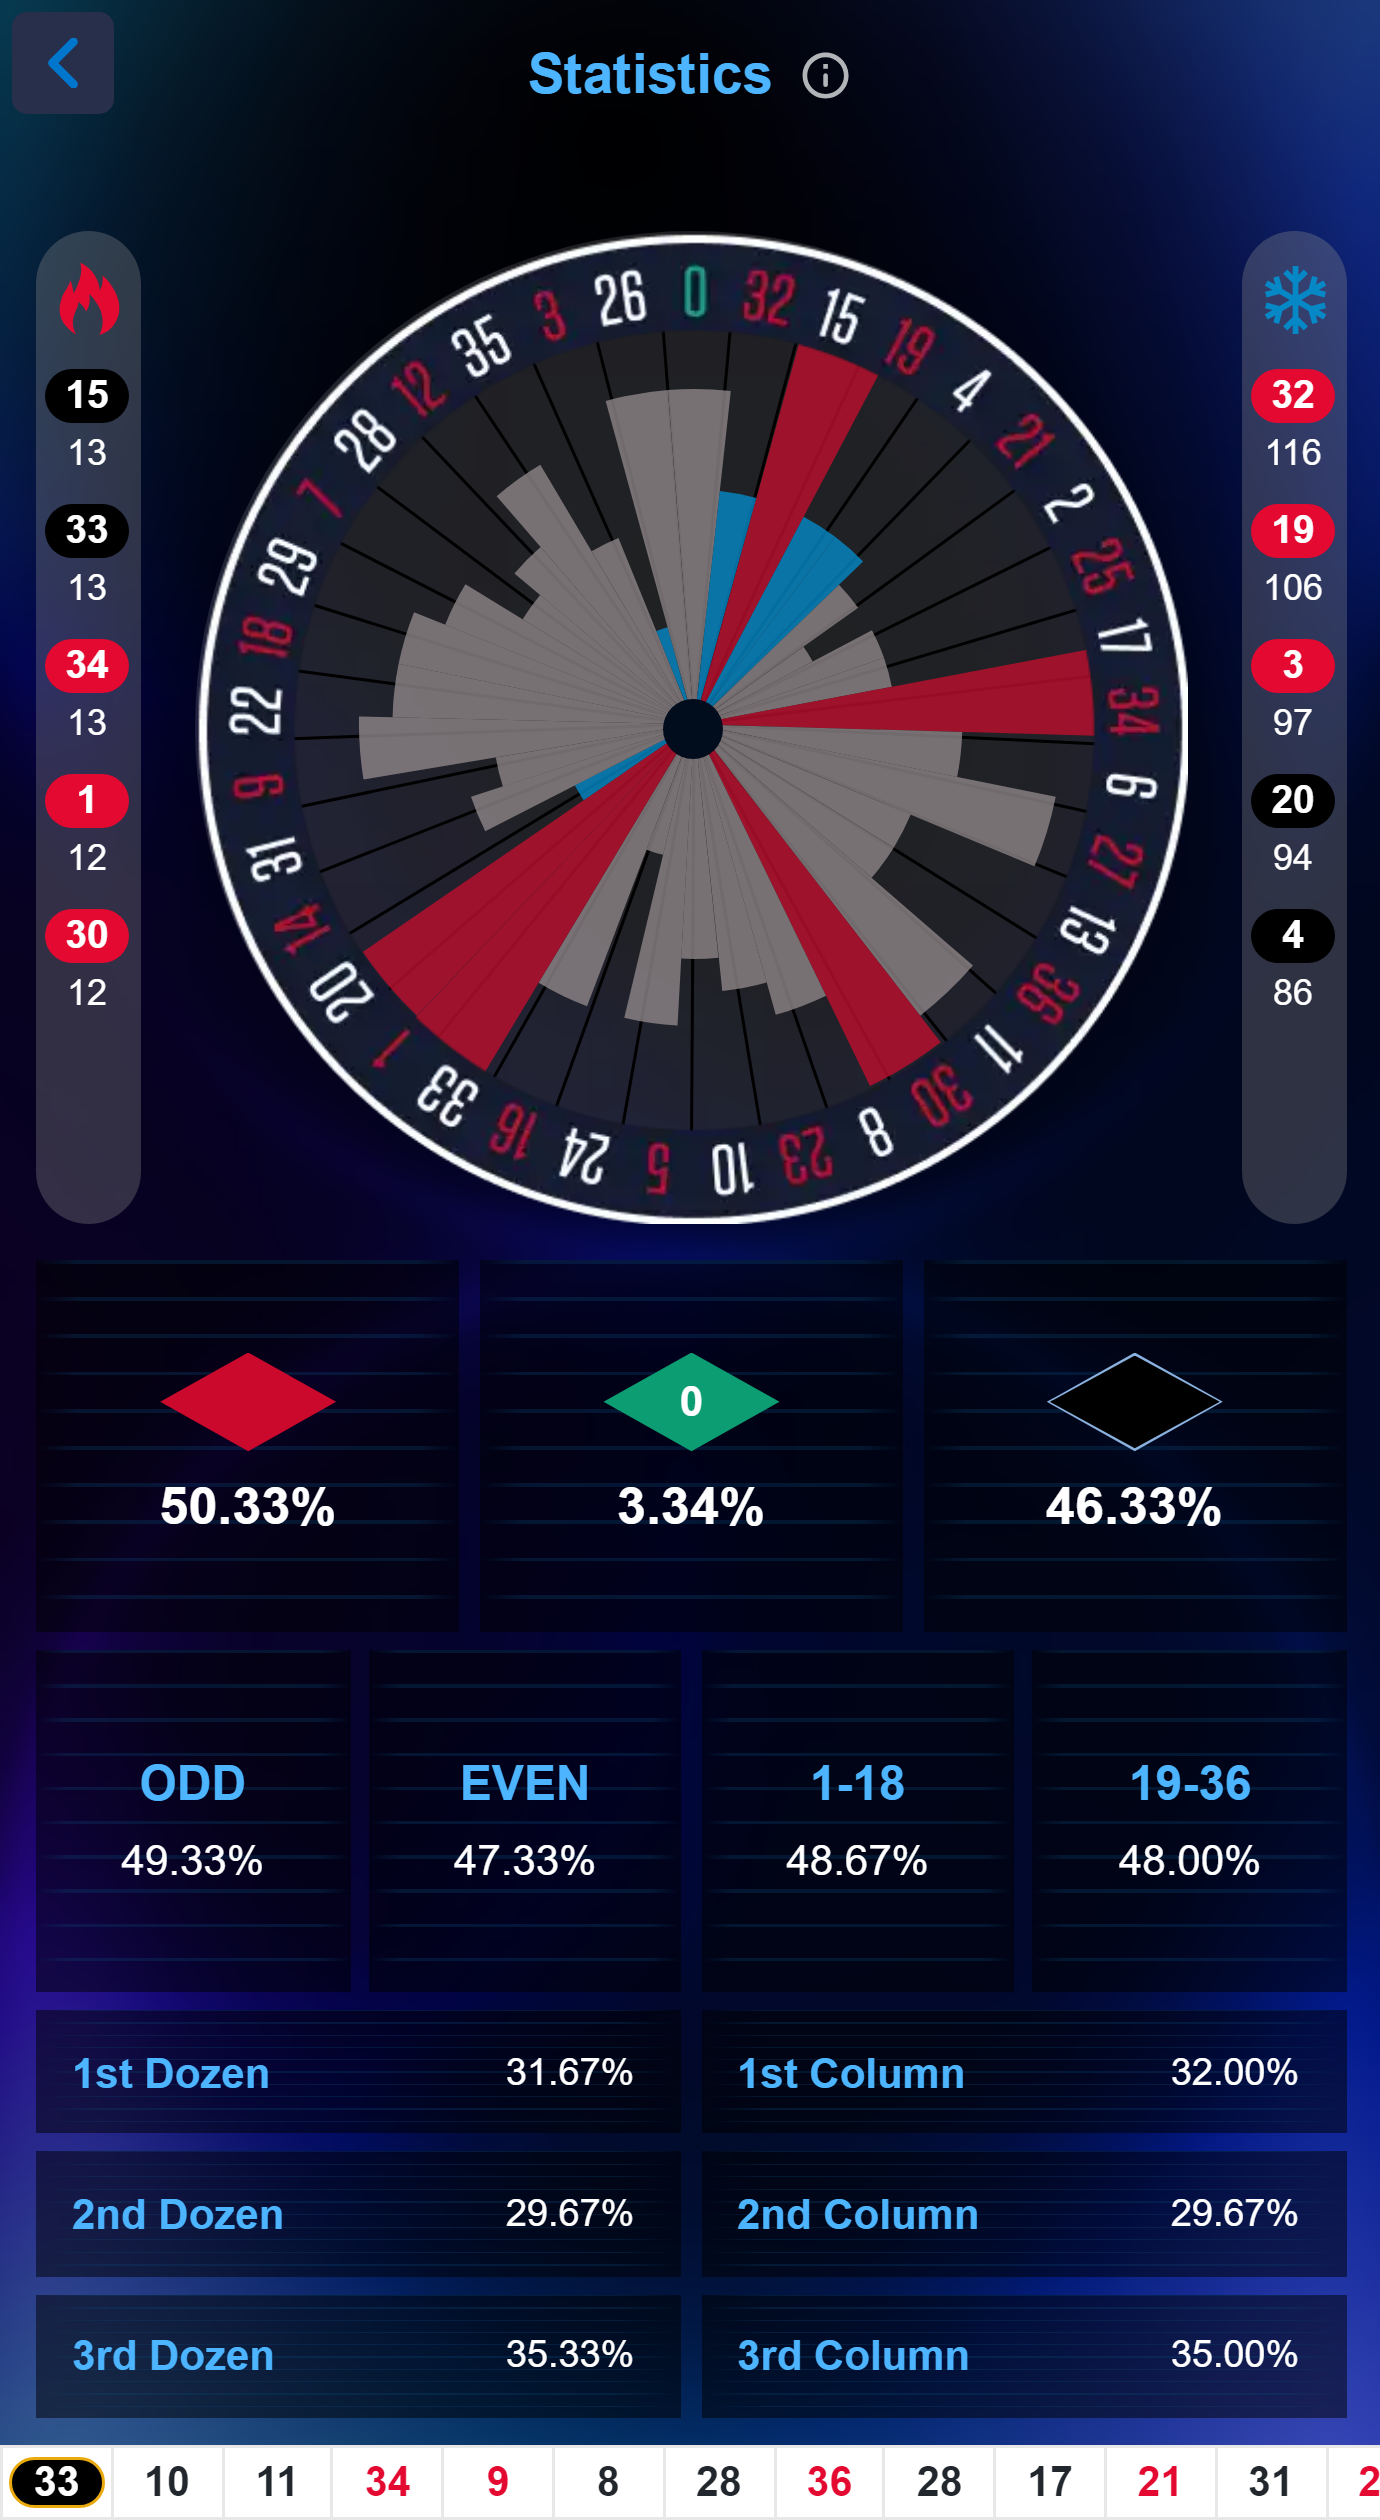 Statistics
0 32 15 19 4 21 2 25 17 34 6 27 13 36 11 30 8 23 10 5 24 16 33 1 20 14 31 9 22 18 29 7 28 12 35 3 26
15
13
33
13
34
13
1
12
30
12
32
116
19
106
3
97
20
94
4
86
0
50.33% 3.34% 46.33%
ODD EVEN 1-18 19-36
49.33% 47.33% 48.67% 48.00%
1st Dozen 31.67% 1st Column 32.00%
2nd Dozen 29.67% 2nd Column 29.67%
3rd Dozen 35.33% 3rd Column 35.00%
33 10 11 34 9 8 28 36 28 17 21 31